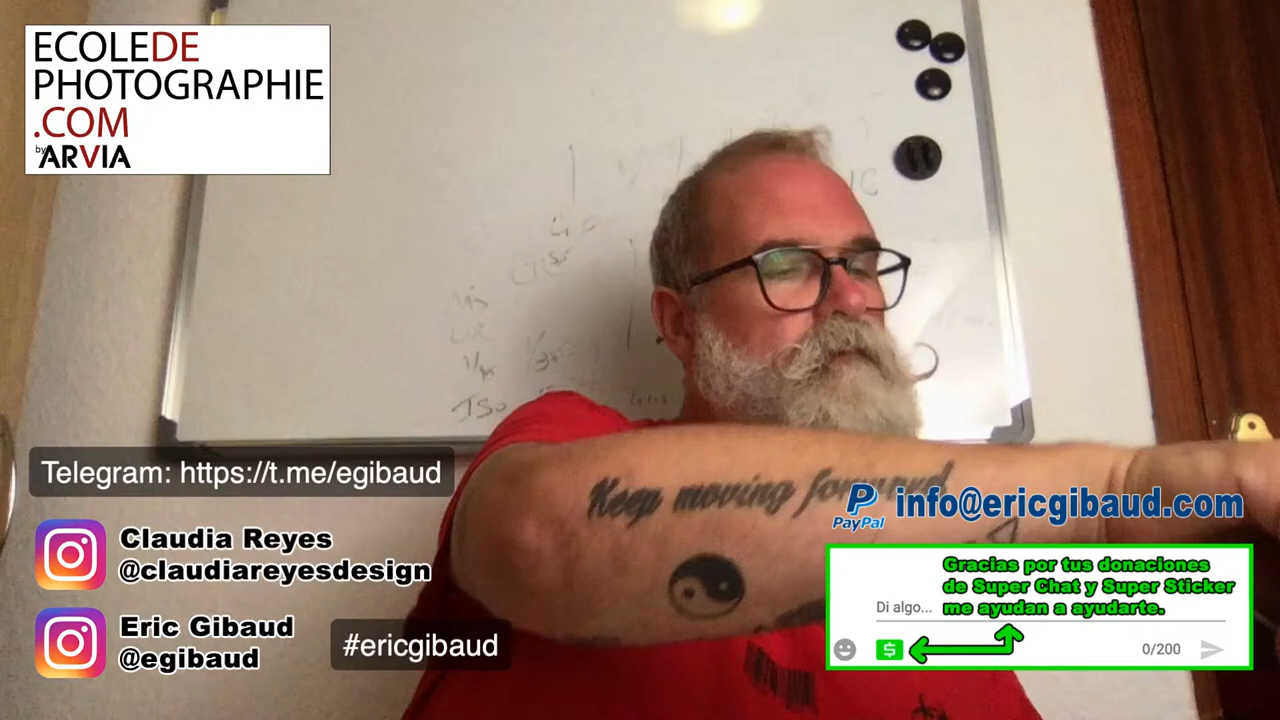 ECOLEDE
PHOTOGRAPHIE
.COM
by ARVIA
ISO
Telegram: https://t.me/egibaud
Claudia Reyes
@claudiareyesdesign
Eric Gibaud
@egibaud
#ericgibaud
Keep moving forward
PayPal
info@ericgibaud.com
Gracias por tus donaciones
de Super Chat y Super Sticker
me ayudan a ayudarte.
Di algo...
0/200